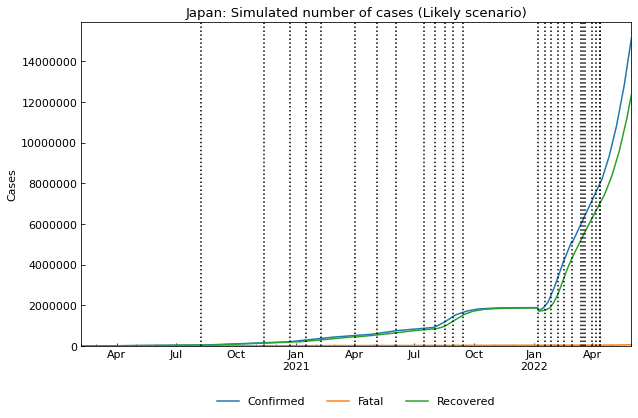 Japan: Simulated number of cases (Likely scenario)
14000000
12000000
10000000
8000000
6000000
4000000
2000000
0
Cases
Apr Jul Oct Jan Apr Jul Oct Jan Apr
2021 2022
Confirmed Fatal Recovered